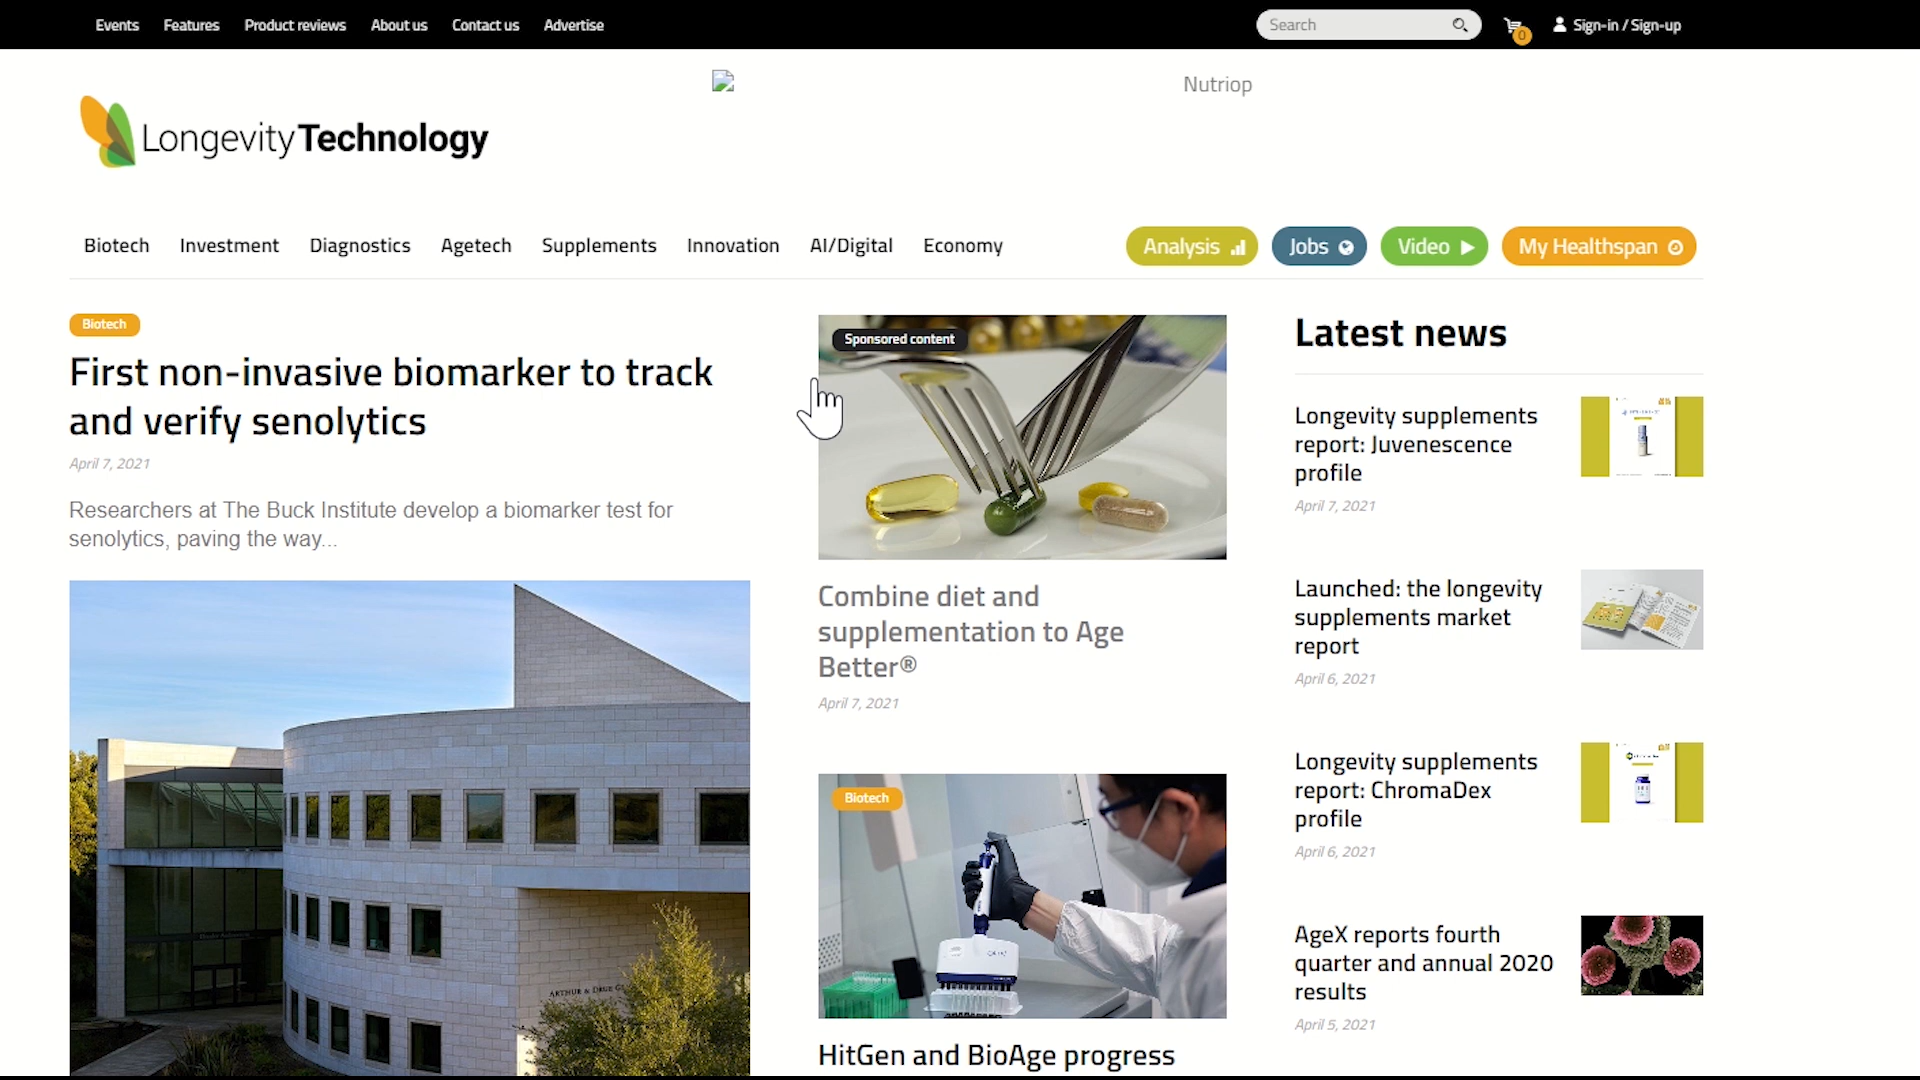 Events Features Product reviews About us Contact us Advertise
Search
0
Sign-in / Sign-up
Nutriop
LongevityTechnology
Biotech Investment Diagnostics Agetech Supplements Innovation AI/Digital Economy
Analysis Jobs Video My Healthspan
Biotech
First non-invasive biomarker to track
and verify senolytics
April 7, 2021
Researchers at The Buck Institute develop a biomarker test for
senolytics, paving the way...
ARTHUR & DRUE
Sponsored content
Combine diet and
supplementation to Age
Better®
April 7, 2021
Biotech
HitGen and BioAge progress
Latest news
Longevity supplements
report: Juvenescence
profile
April 7, 2021
Launched: the longevity
supplements market
report
April 6, 2021
Longevity supplements
report: ChromaDex
profile
April 6, 2021
AgeX reports fourth
quarter and annual 2020
results
April 5, 2021